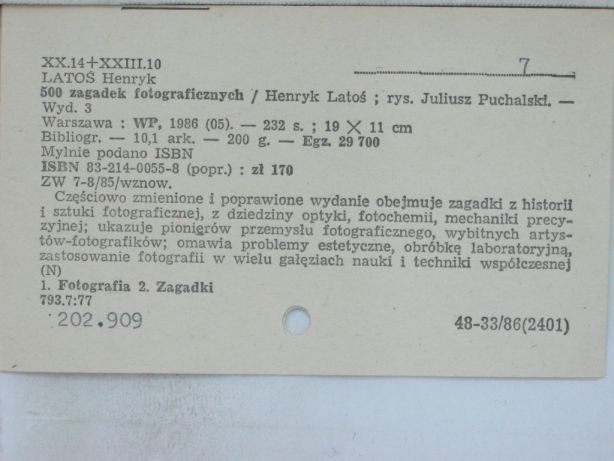 XX.14+XXIII.10
7
LATOŚ Henryk
500 zagadek fotograficznych / Henryk Latoś ; rys. Juliusz Puchalski. —
Wyd. 3
Warszawa : WP, 1986 (05). — 232 s. ; 19 X 11 cm
Bibliogr. — 10,1 ark. — 200 g. — Egz. 29 700
Mylnie podano ISBN
ISBN 83-214-0055-8 (popr.) : zł 170
ZW 7-8/85/wznow.
Częściowo zmienione i poprawione wydanie obejmuje zagadki z historii
i sztuki fotograficznej, z dziedziny optyki, fotochemii, mechaniki precy-
zyjnej; ukazuje pionierów przemysłu fotograficznego, wybitnych artys-
tów-fotografików; omawia problemy estetyczne, obróbkę laboratoryjną,
zastosowanie fotografii w wielu gałęziach nauki i techniki współczesnej
(N)
1. Fotografia 2. Zagadki
793.7:77
202.909
48-33/86(2401)